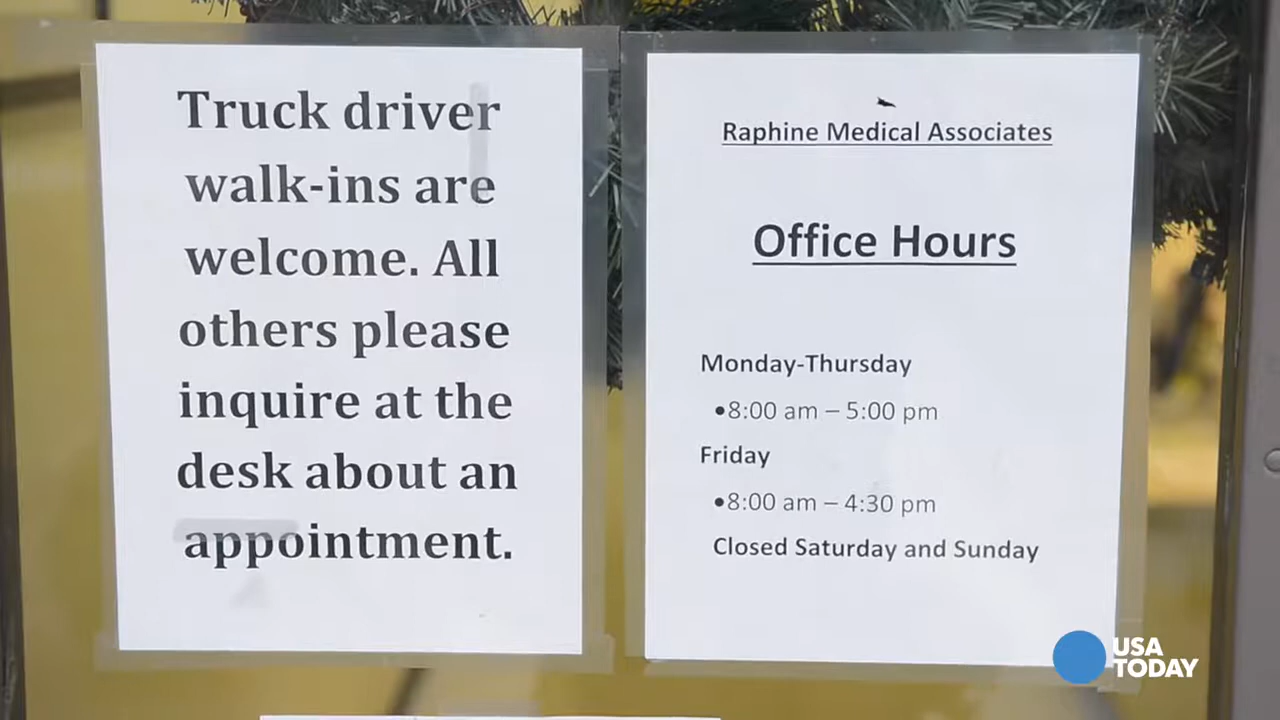 Truck driver
walk-ins are
welcome. All
others please
inquire at the
desk about an
appointment.
Raphine Medical Associates
Office Hours
Monday-Thursday
•8:00 am – 5:00 pm
Friday
•8:00 am – 4:30 pm
Closed Saturday and Sunday
USA
TODAY